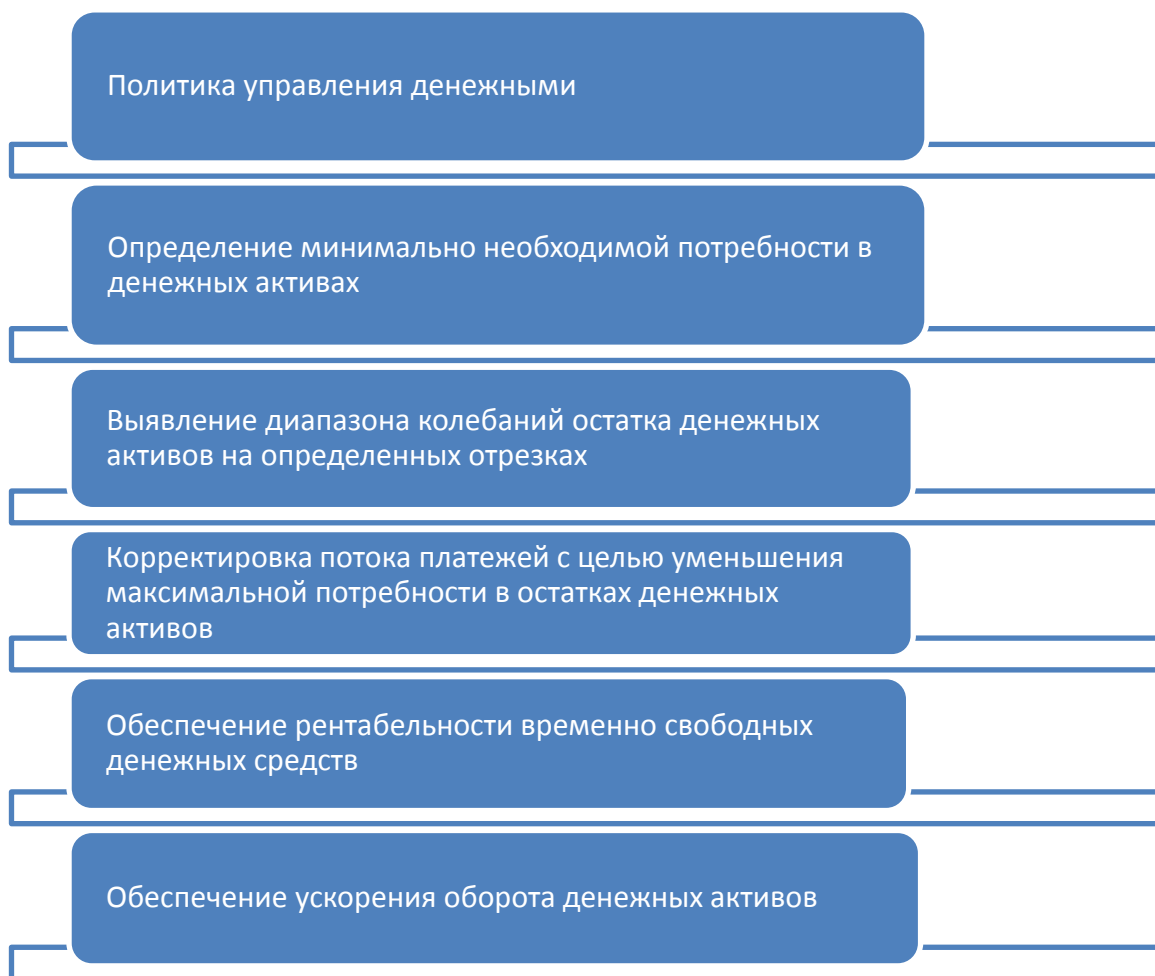 Политика управления денежными
Определение минимально необходимой потребности в
денежных активах
Выявление диапазона колебаний остатка денежных
активов на определенных отрезках
Корректировка потока платежей с целью уменьшения
максимальной потребности в остатках денежных
активов
Обеспечение рентабельности временно свободных
денежных средств
Обеспечение ускорения оборота денежных активов